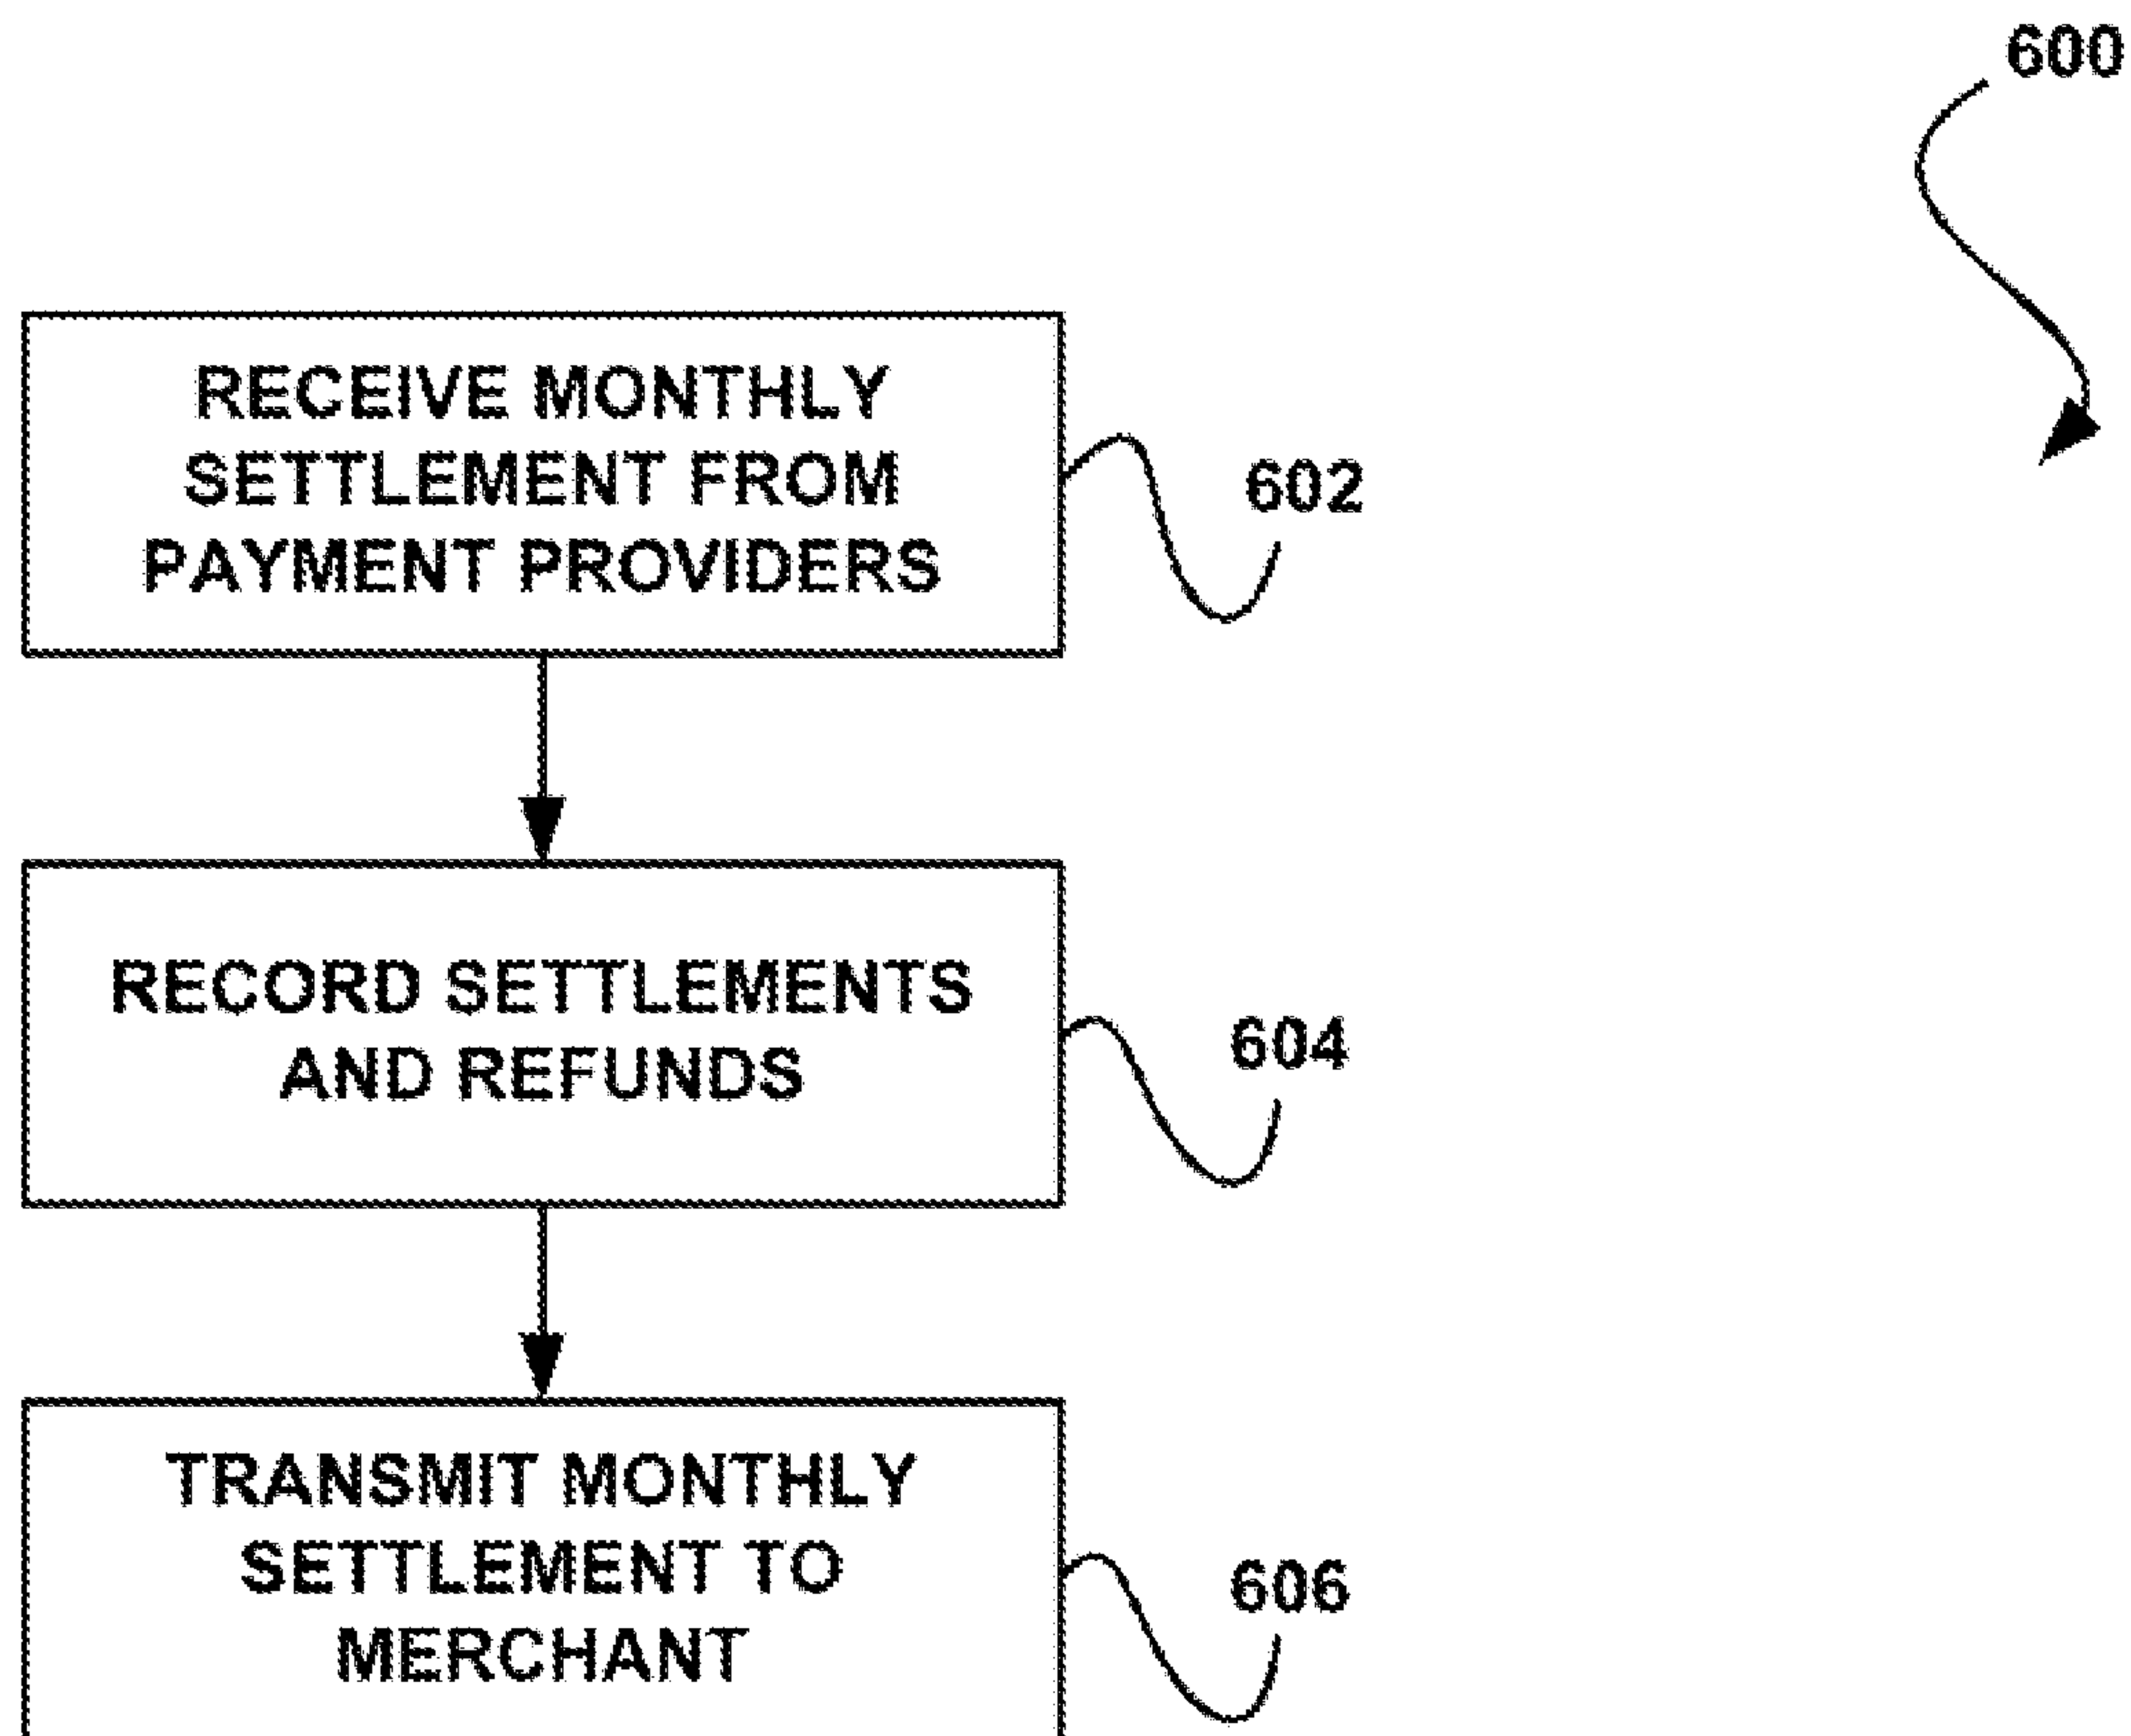 600
RECEIVE MONTHLY
SETTLEMENT FROM
PAYMENT PROVIDERS
602
RECORD SETTLEMENTS
AND REFUNDS
604
TRANSMIT MONTHLY
SETTLEMENT TO
MERCHANT
606